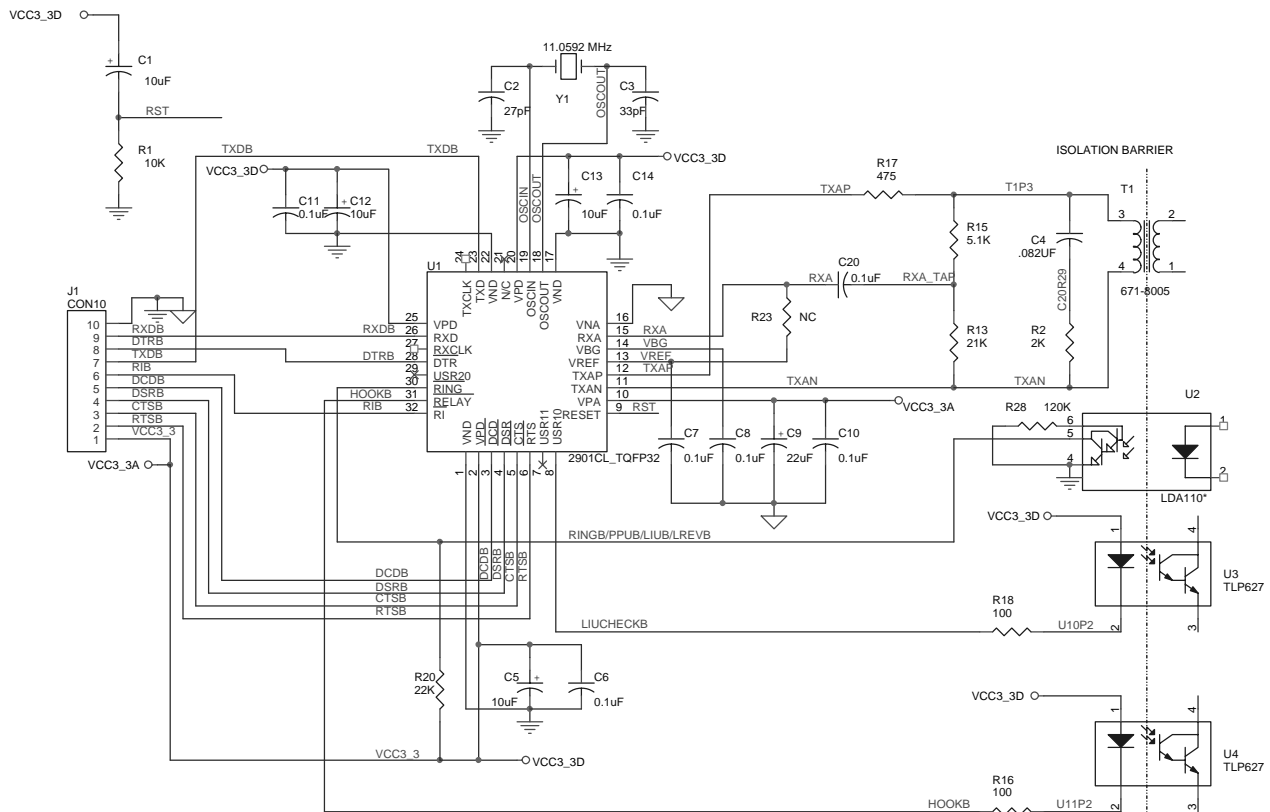 VCC3_3D
C1
+
10uF
RST
R1
10K
11.0592 MHz
C2
27pF
Y1
OSCOUT
C3
33pF
TXDB
TXDB
VCC3_3D
C11
0.1uF
+ C12
10uF
OSCIN
OSCOUT
C13
+
10uF
C14
0.1uF
VCC3_3D
ISOLATION BARRIER
R17
475
TXAP
T1P3
T1
3
2
4
1
671-8005
R15
5.1K
C4
.082UF
C20R29
C20
0.1uF
RXA
RXA_TAP
R23
NC
R13
21K
R2
2K
U1
24
23
22
21
20
19
18
17
TXCLK
TXD
VND
N/C
VPD
OSCIN
OSCOUT
VND
J1
CON10
10
9
8
7
6
5
4
3
2
1
RXDB
DTRB
TXDB
RIB
DCDB
DSRB
CTSB
RTSB
VCC3_3
VCC3_3A
RXDB
DTRB
HOOKB
RIB
25
26
27
28
29
30
31
32
VPD
RXD
RXCLK
DTR
USR20
RING
RELAY
RI
VNA
RXA
VBG
VREF
TXAP
TXAN
VPA
RESET
16
15
14
13
12
11
10
9
RXA
VBG
VREF
TXAP
TXAN
TXAN
VCC3_3A
RST
VND
VPD
DCD
DSR
CTS
RTS
USR11
USR10
1
2
3
4
5
6
7
8
2901CL_TQFP32
C7
0.1uF
C8
0.1uF
+ C9
22uF
C10
0.1uF
R28
120K
U2
6
5
4
1
2
LDA110*
VCC3_3D
1
4
U3
TLP627
2
3
RINGB/PPUB/LIUB/LREVB
DCDB
DSRB
CTSB
RTSB
DCDB
DSRB
CTSB
RTSB
LIUCHECKB
R18
100
U10P2
R20
22K
C5
+
10uF
C6
0.1uF
VCC3_3
VCC3_3D
VCC3_3D
1
4
U4
TLP627
2
3
HOOKB
R16
100
U11P2